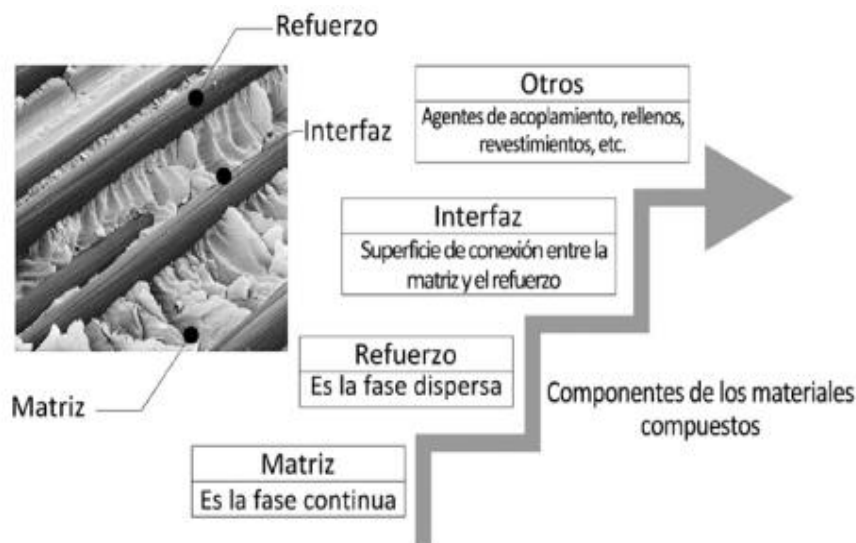 Refuerzo
Interfaz
Matriz
Otros
Agentes de acoplamiento, rellenos,
revestimientos, etc.
Interfaz
Superficie de conexión entre la
matriz y el refuerzo
Refuerzo
Es la fase dispersa
Matriz
Es la fase continua
Componentes de los materiales
compuestos